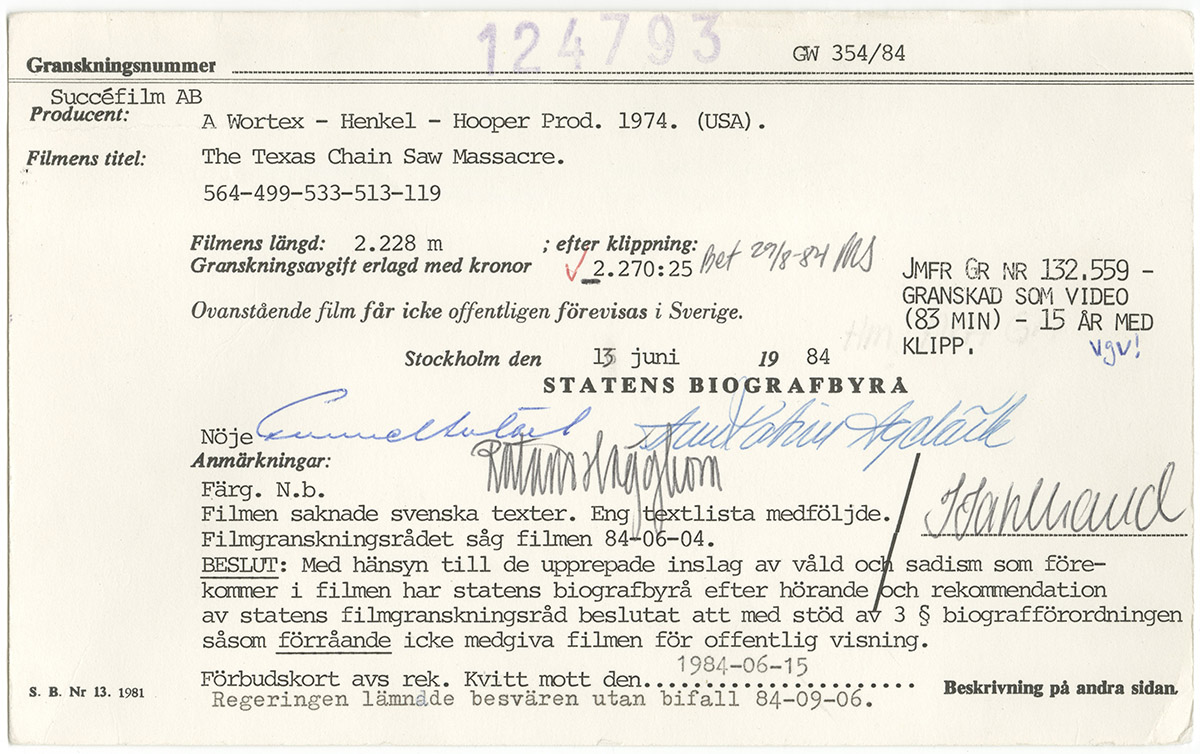 124793
GW 354/84
Granskningsnummer
Succéfilm AB
Producent:
A Wortex - Henkel - Hooper Prod. 1974. (USA).
Filmens titel: The Texas Chain Saw Massacre.
564-499-533-513-119
Filmens längd: 2.228 m ; efter klippning:
Granskningsavgift erlagd med kronor 2.270:25 Bet 29/8-84 MS
JMFR GR NR 132.559 -
GRANSKAD SOM VIDEO
(83 MIN) - 15 ÅR MED
KLIPP. vgv!
Ovanstående film får icke offentligen förevisas i Sverige.
Stockholm den 13 juni 19 84
STATENS BIOGRAFBYRÅ
Nöje
Anmärkningar:
Färg. N.b.
Filmen saknade svenska texter. Eng textlista medföljde.
Filmgranskningsrådet såg filmen 84-06-04.
BESLUT: Med hänsyn till de upprepade inslag av våld och sadism som före-
kommer i filmen har statens biografbyrå efter hörande och rekommendation
av statens filmgranskningsråd beslutat att med stöd av 3 § biografförordningen
såsom förråande icke medgiva filmen för offentlig visning.
Förbudskort avs rek. Kvitt mott den 1984-06-15
Regeringen lämnade besvären utan bifall 84-09-06.
S. B. Nr 13. 1981
Beskrivning på andra sidan.